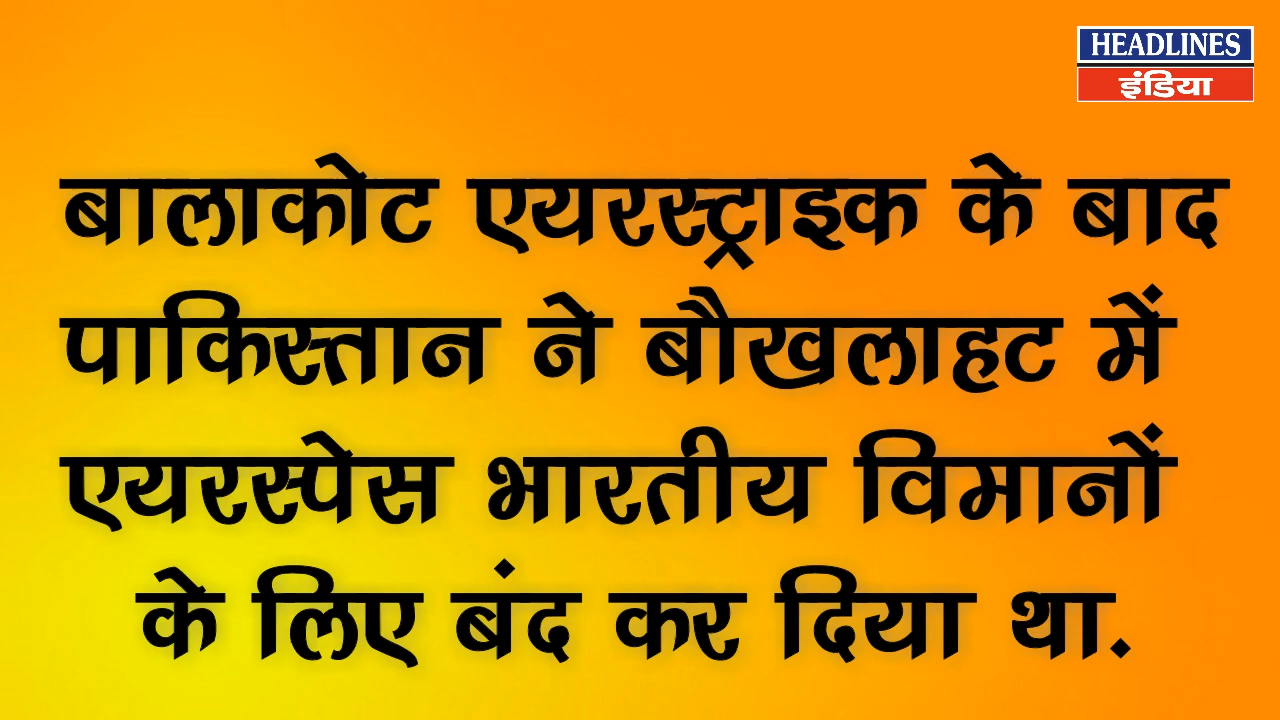 HEADLINES
इंडिया
बालाकोट एयरस्ट्राइक के बाद
पाकिस्तान ने बौखलाहट में
एयरस्पेस भारतीय विमानों
के लिए बंद कर दिया था.